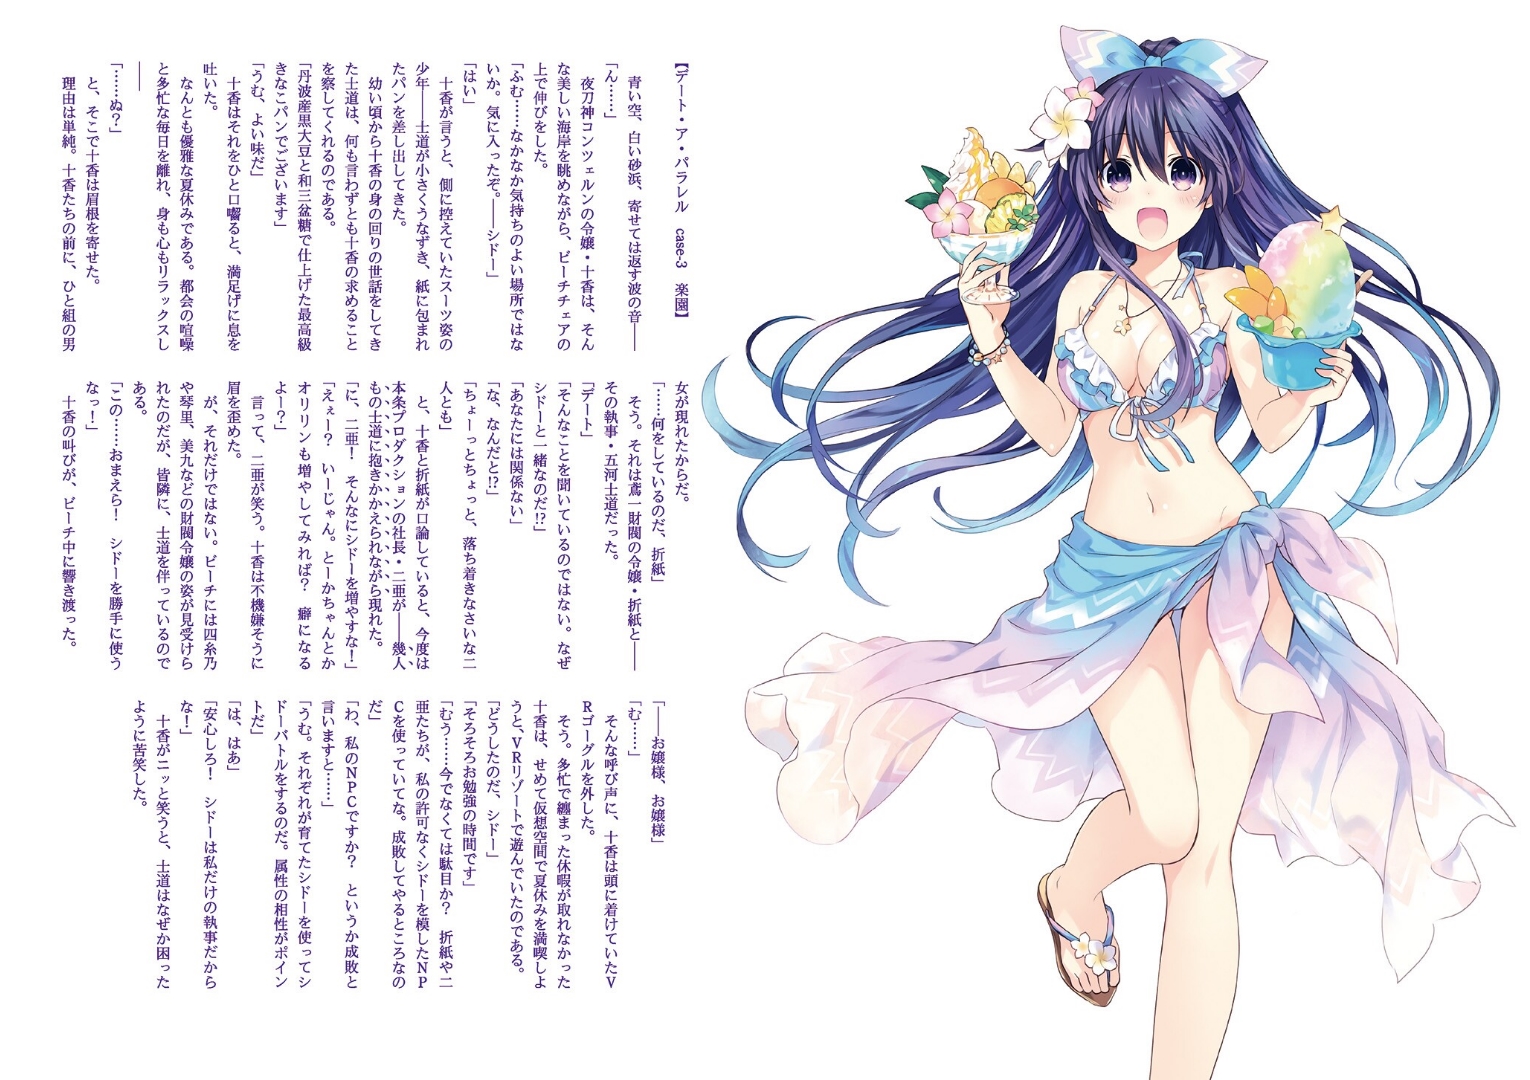 【デート・ア・パラレル　case-3　楽園】
　青い空、白い砂浜、寄せては返す波の音――
「ん……」
　夜刀神コンツェルンの令嬢・十香は、そん
な美しい海岸を眺めながら、ビーチチェアの
上で伸びをした。
「ふむ……なかなか気持ちのよい場所ではな
いか。気に入ったぞ。――シドー」
「はい」
　十香が言うと、側に控えていたスーツ姿の
少年――士道が小さくうなずき、紙に包まれ
たパンを差し出してきた。
　幼い頃から十香の身の回りの世話をしてき
た士道は、何も言わずとも十香の求めること
を察してくれるのである。
「丹波産黒大豆と和三盆糖で仕上げた最高級
きなこパンでございます」
「うむ、よい味だ」
　十香はそれをひと口囓ると、満足げに息を
吐いた。
　なんとも優雅な夏休みである。都会の喧噪
と多忙な毎日を離れ、身も心もリラックスし
――
「……ぬ？」
　と、そこで十香は眉根を寄せた。
　理由は単純。十香たちの前に、ひと組の男
女が現れたからだ。
「……何をしているのだ、折紙」
　そう。それは鳶一財閥の令嬢・折紙と――
その執事・五河士道だった。
「デート」
「そんなことを聞いているのではない。なぜ
シドーと一緒なのだ!?」
「あなたには関係ない」
「な、なんだと!?」
「ちょーっとちょっと、落ち着きなさいな二
人とも」
　と、十香と折紙が口論していると、今度は
本条プロダクションの社長・二亜が――幾人
もの士道に抱きかかえられながら現れた。
「に、二亜！　そんなにシドーを増やすな！」
「えぇー？　いーじゃん。とーかちゃんとか
オリリンも増やしてみれば？　癖になる
よー？」
　言って、二亜が笑う。十香は不機嫌そうに
眉を歪めた。
　が、それだけではない。ビーチには四糸乃
や琴里、美九などの財閥令嬢の姿が見受けら
れたのだが、皆隣に、士道を伴っているので
ある。
「この……おまえら！　シドーを勝手に使う
なっ！」
　十香の叫びが、ビーチ中に響き渡った。
「――お嬢様、お嬢様」
「む……」
　そんな呼び声に、十香は頭に着けていたV
Rゴーグルを外した。
　そう。多忙で纏まった休暇が取れなかった
十香は、せめて仮想空間で夏休みを満喫しよ
うと、VRリゾートで遊んでいたのである。
「どうしたのだ、シドー」
「そろそろお勉強の時間です」
「むう……今でなくては駄目か？　折紙や二
亜たちが、私の許可なくシドーを模したNP
Cを使っていてな。成敗してやるところなの
だ」
「わ、私のNPCですか？　というか成敗と
言いますと……」
「うむ。それぞれが育てたシドーを使ってシ
ドーバトルをするのだ。属性の相性がポイン
トだ」
「は、はあ」
「安心しろ！　シドーは私だけの執事だから
な！」
　十香がニッと笑うと、士道はなぜか困った
ように苦笑した。